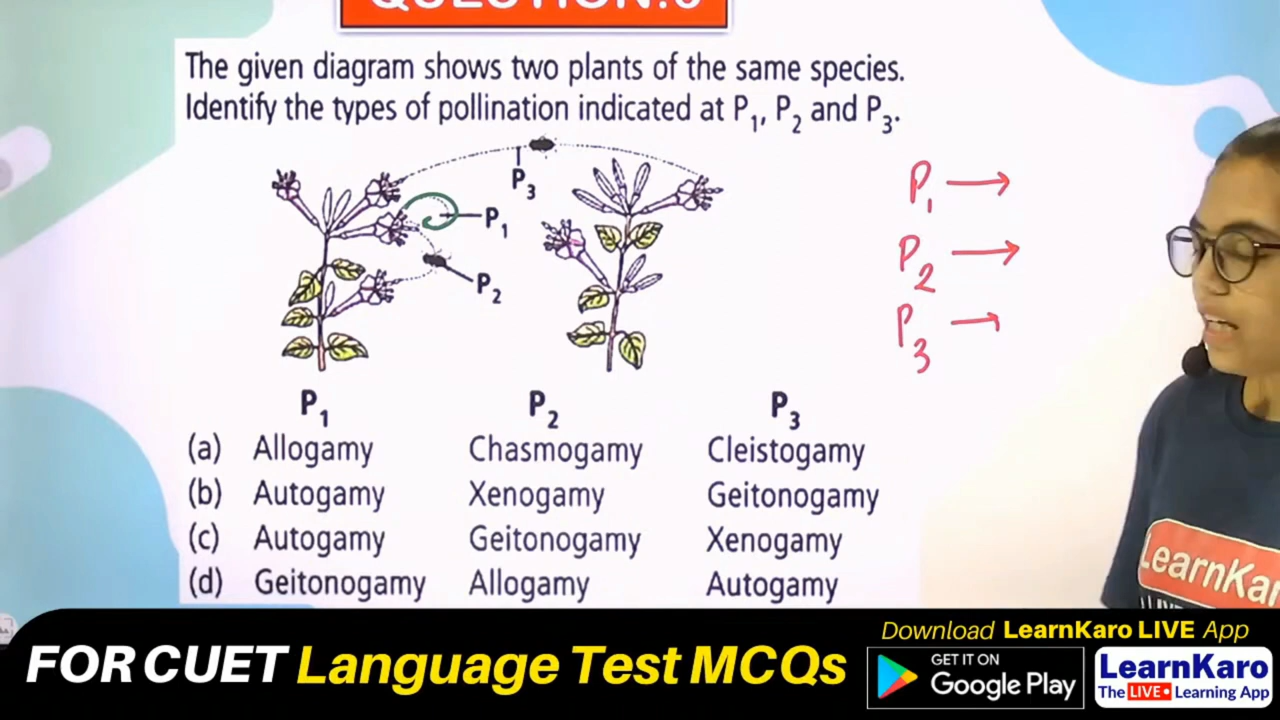 QUESTION:6
The given diagram shows two plants of the same species.
Identify the types of pollination indicated at P1, P2 and P3.
P3
P1
P2
P1 →
P2 →
P3 →
P1 P2 P3
(a) Allogamy Chasmogamy Cleistogamy
(b) Autogamy Xenogamy Geitonogamy
(c) Autogamy Geitonogamy Xenogamy
(d) Geitonogamy Allogamy Autogamy
LearnKar
FOR CUET Language Test MCQs
Download LearnKaro LIVE App
GET IT ON
Google Play
LearnKaro
The LIVE Learning App